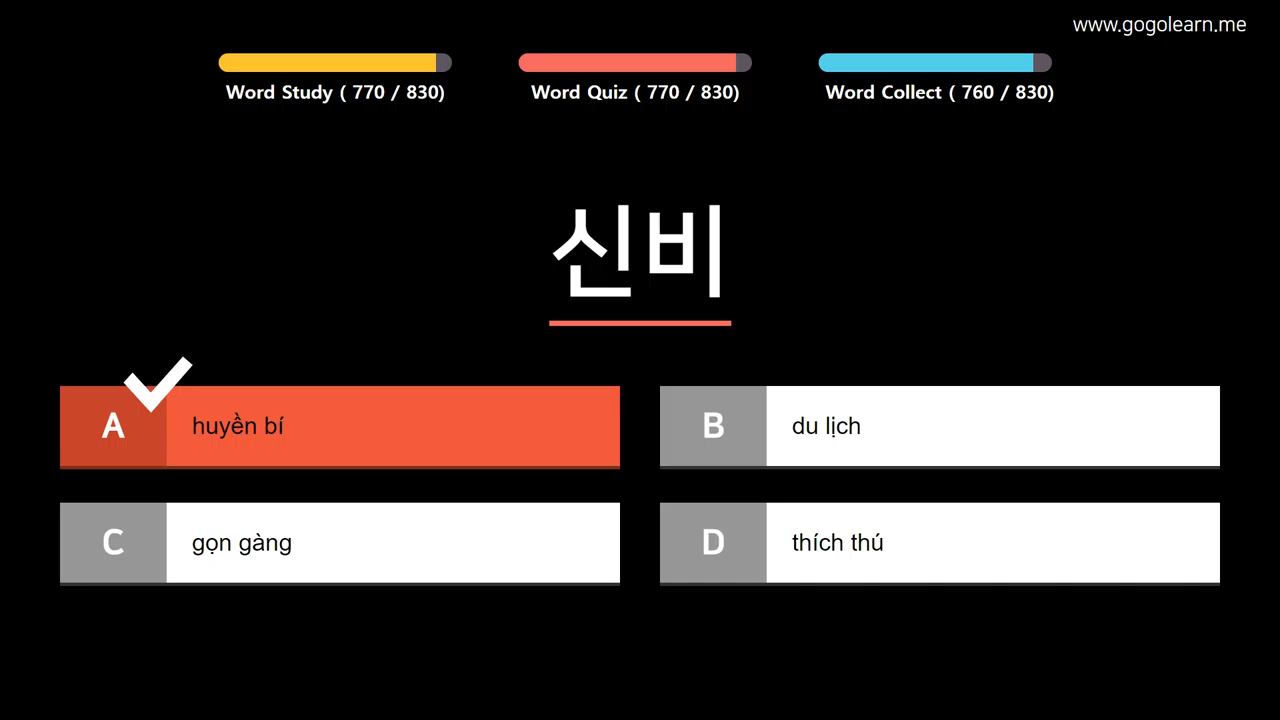 www.gogolearn.me
Word Study ( 770 / 830)
Word Quiz ( 770 / 830)
Word Collect ( 760 / 830)
신비
A huyền bí
B du lịch
C gọn gàng
D thích thú